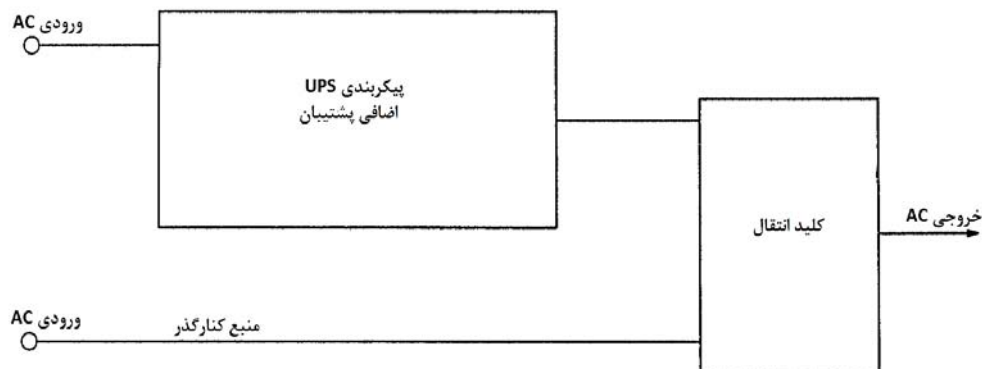 ورودی AC
پیکربندی UPS
اضافی پشتیبان
کلید انتقال
خروجی AC
ورودی AC
منبع کنارگذر